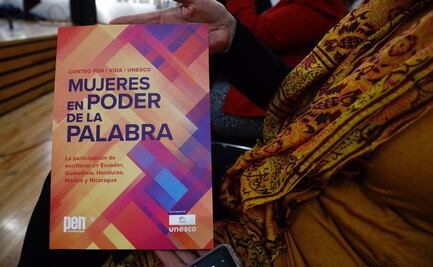 CONTEO PEN | VIDA | UNESCO
MUJERES
EN PODER
DE LA
PALABRA
La participación de
escritoras en Ecuador,
Guatemala, Honduras,
México y Nicaragua
pen
unesco